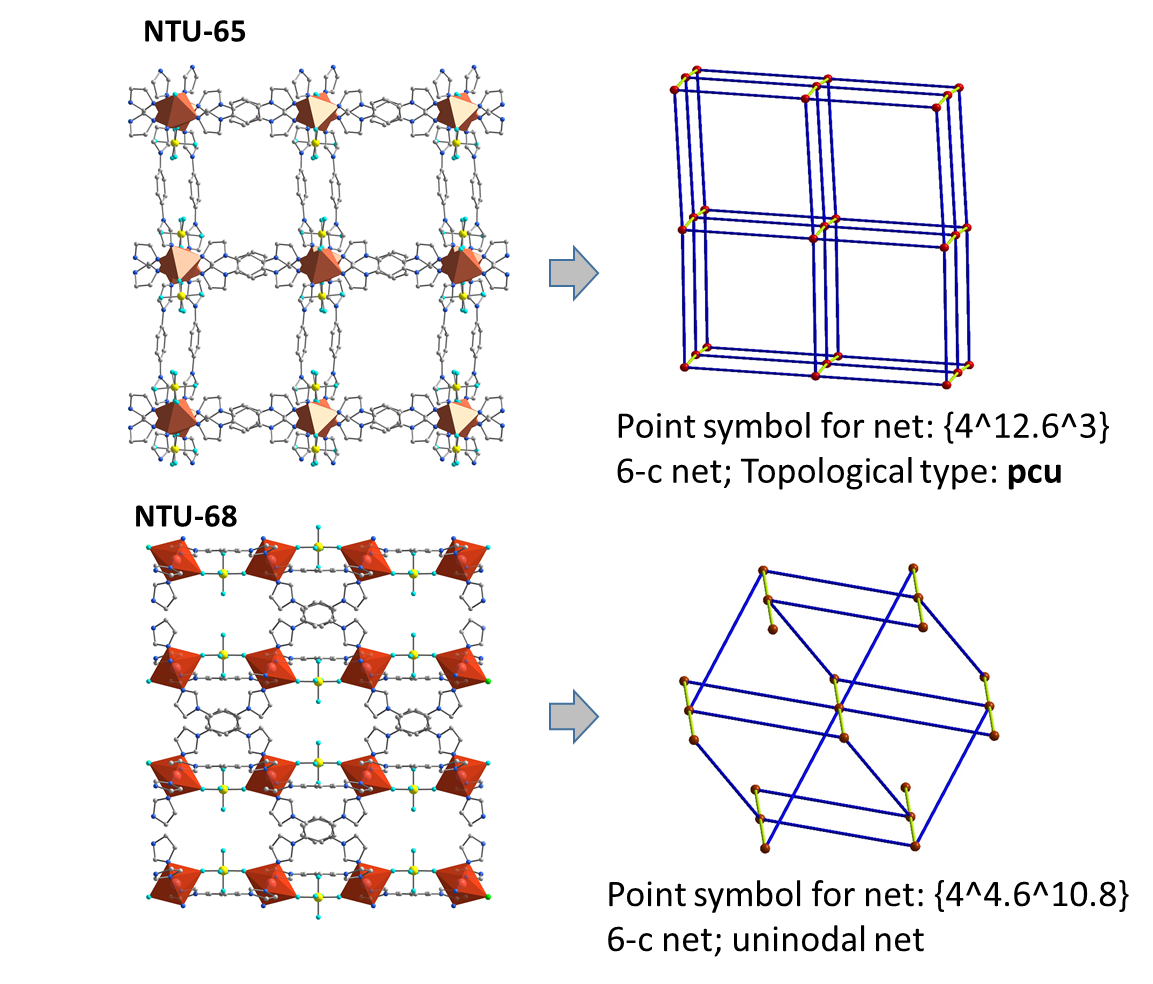 NTU-65
Point symbol for net: {4^12.6^3}
6-c net; Topological type: pcu
NTU-68
Point symbol for net: {4^4.6^10.8}
6-c net; uninodal net